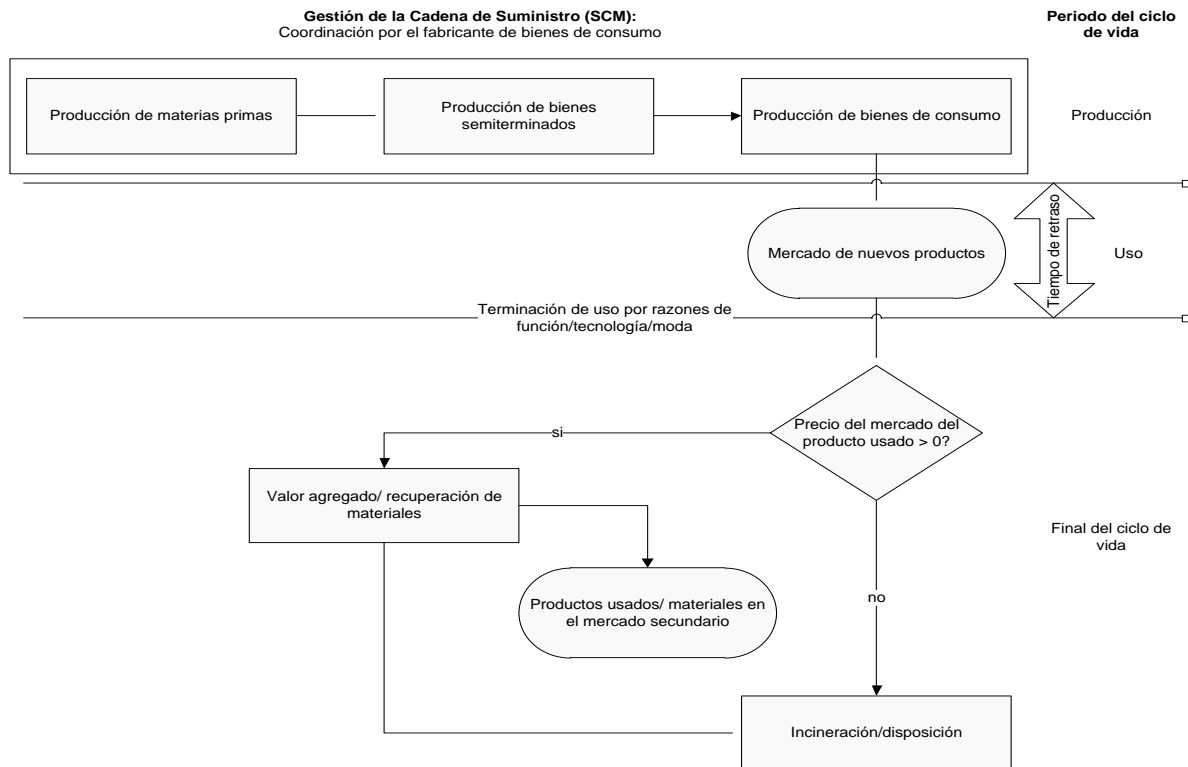 Gestión de la Cadena de Suministro (SCM):
Coordinación por el fabricante de bienes de consumo
Periodo del ciclo
de vida
Producción de materias primas
Producción de bienes
semiterminados
Producción de bienes de consumo
Producción
Tiempo de retraso
Mercado de nuevos productos
Uso
Terminación de uso por razones de
función/tecnología/moda
Precio del mercado del
producto usado > 0?
si
Valor agregado/ recuperación de
materiales
Final del ciclo de
vida
Productos usados/ materiales en
el mercado secundario
no
Incineración/disposición